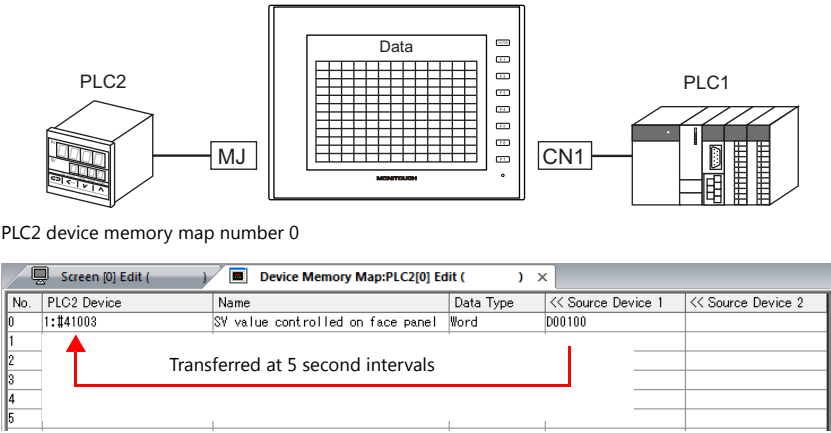 Data
PLC2
PLC1
MJ
CN1
MONITOUCH
PLC2 device memory map number 0
Screen [0] Edit ( )
Device Memory Map:PLC2[0] Edit ( ) ×
No. PLC2 Device Name Data Type << Source Device 1 << Source Device 2
0 1:#41003 SV value controlled on face panel Word D00100
1
2
Transferred at 5 second intervals
3
4
5